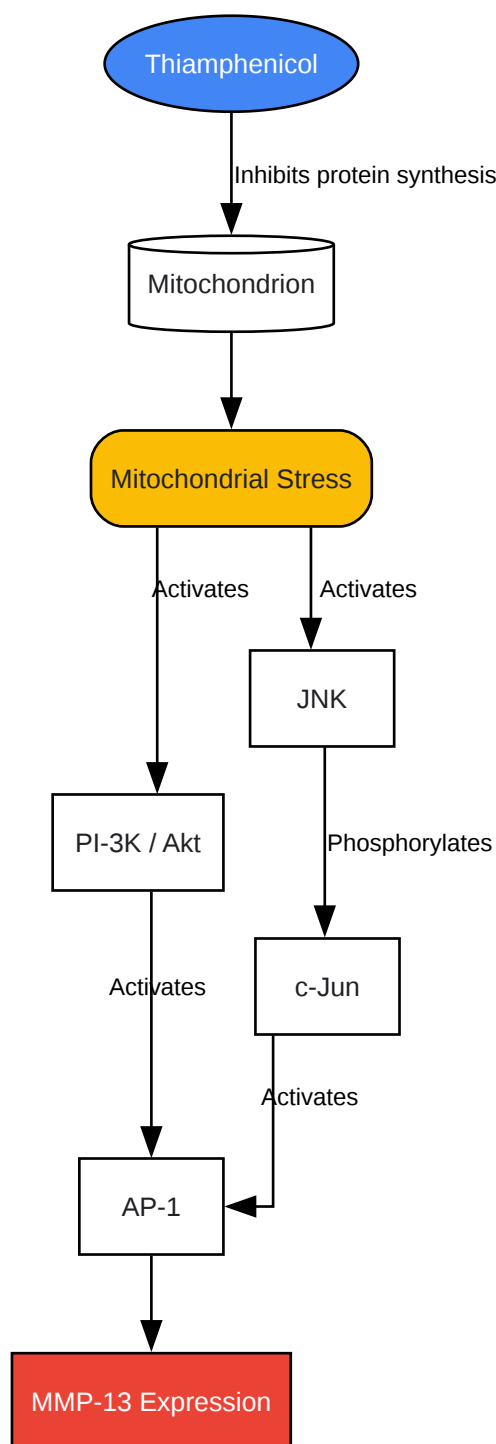 Thiamphenicol
Inhibits protein synthesis
Mitochondrion
Mitochondrial Stress
Activates
Activates
JNK
PI-3K / Akt
Phosphorylates
c-Jun
Activates
Activates
AP-1
MMP-13 Expression